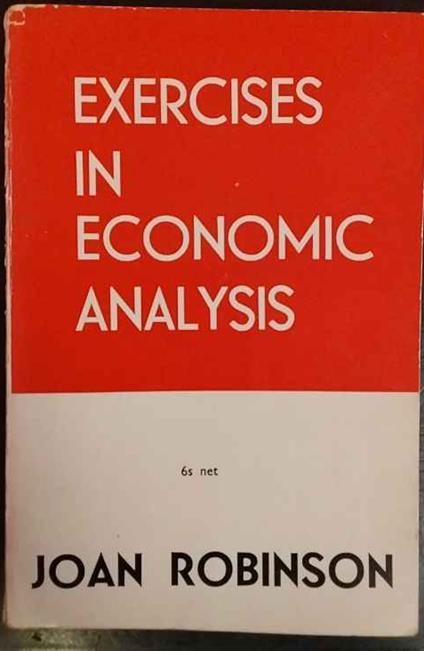 EXERCISES
IN
ECONOMIC
ANALYSIS
6s net
JOAN ROBINSON